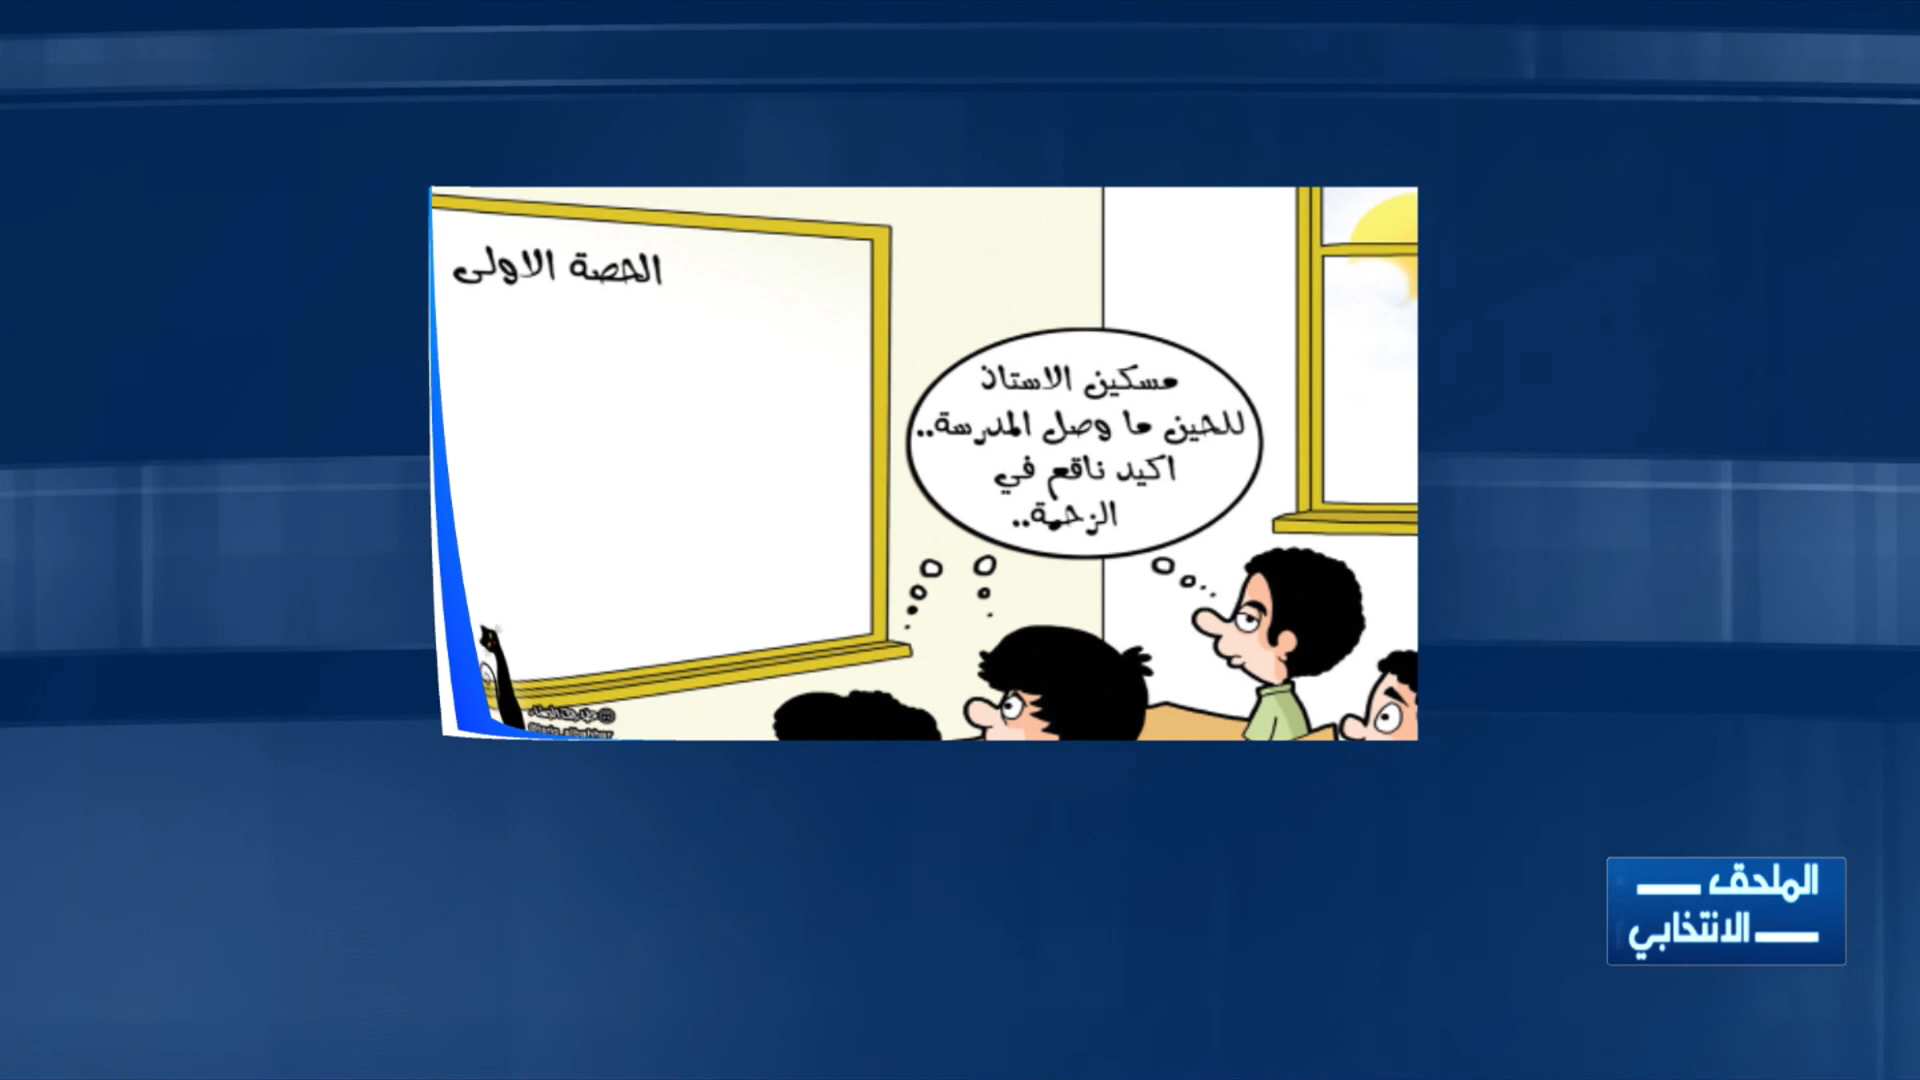 الحصة الاولى
مسكين الاستاذ
للحين ما وصل المدرسة..
اكيد ناقع في
الزحمة..
الملحق
الانتخابي